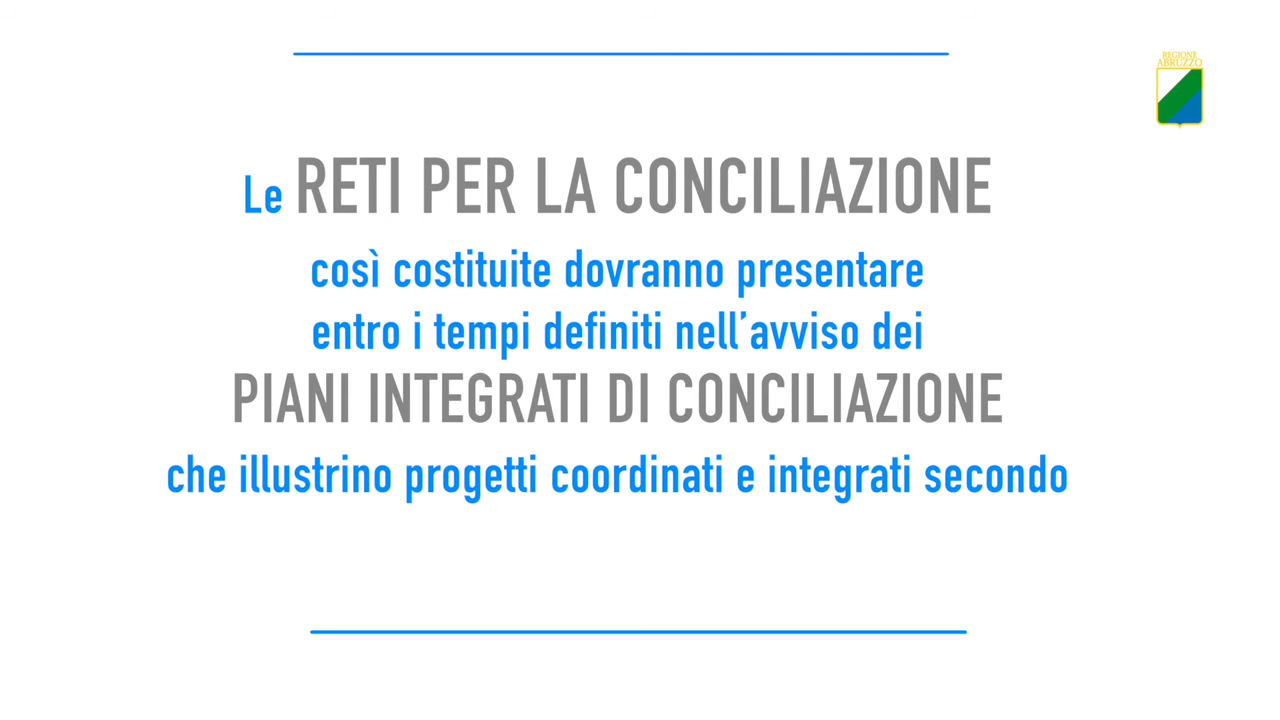 REGIONE
ABRUZZO
Le RETI PER LA CONCILIAZIONE
così costituite dovranno presentare
entro i tempi definiti nell’avviso dei
PIANI INTEGRATI DI CONCILIAZIONE
che illustrino progetti coordinati e integrati secondo